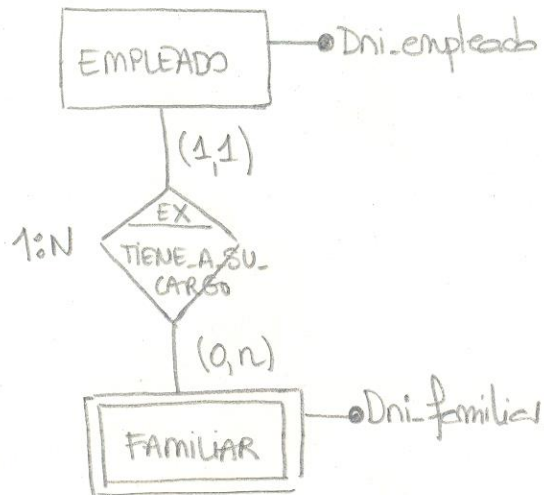 EMPLEADO
Dni_empleado
(1,1)
EX
1:N
TIENE_A_SU_
CARGO
(0,n)
Dni_familiar
FAMILIAR